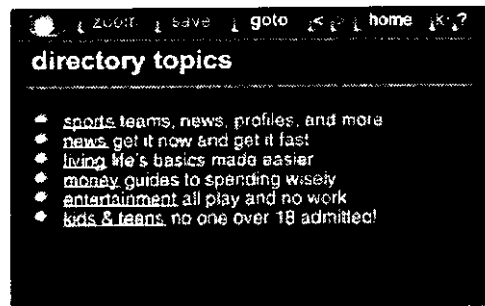 zoom save goto < > home k ?
directory topics
sports teams, news, profiles, and more
news get it now and get it fast
living life's basics made easier
money guides to spending wisely
entertainment all play and no work
kids & teens no one over 18 admitted!